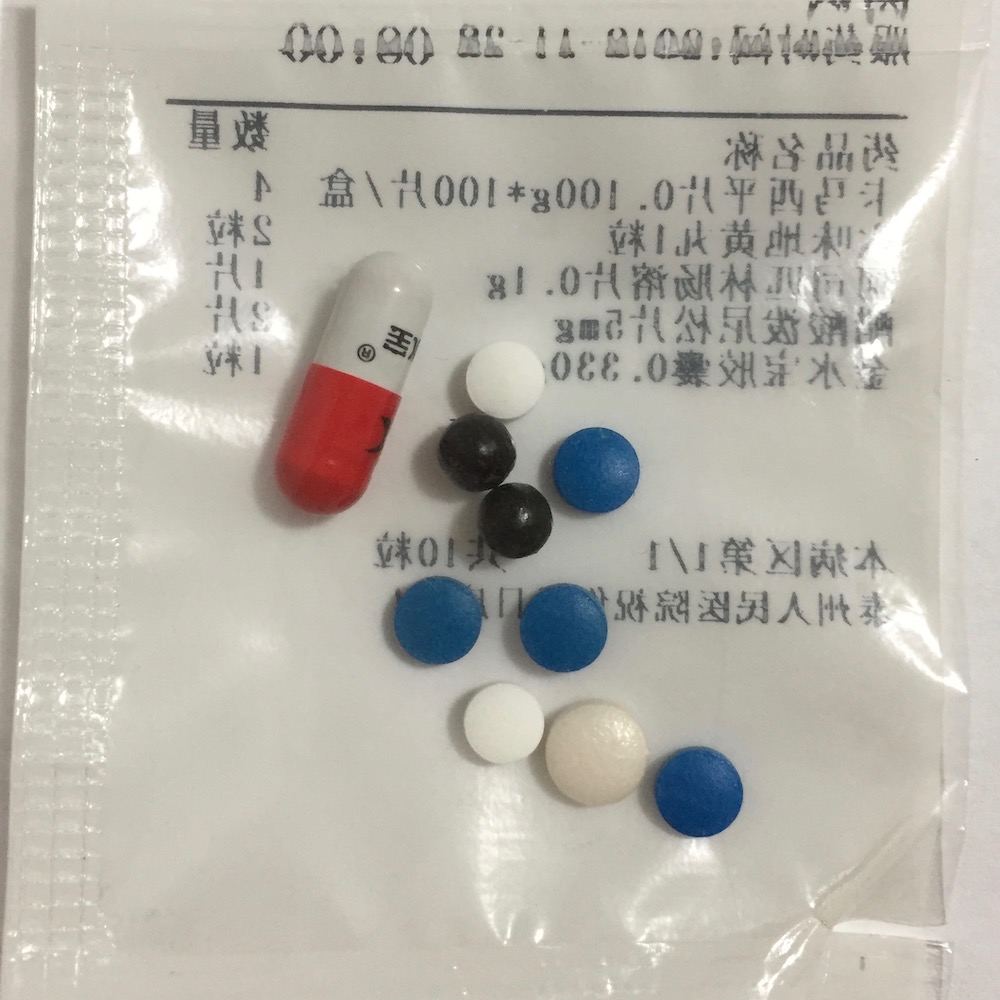 服药时间:2018-11-28 08:00
药品名称 数量
卡马西平片0.100g*100片/盒 4
味地黄丸1粒 2粒
司匹林肠溶片0.1g 1片
醋酸泼尼松片5mg 2片
金水宝胶囊0.330 1粒
本病区第1/1 共10粒
泰州人民医院祝
®